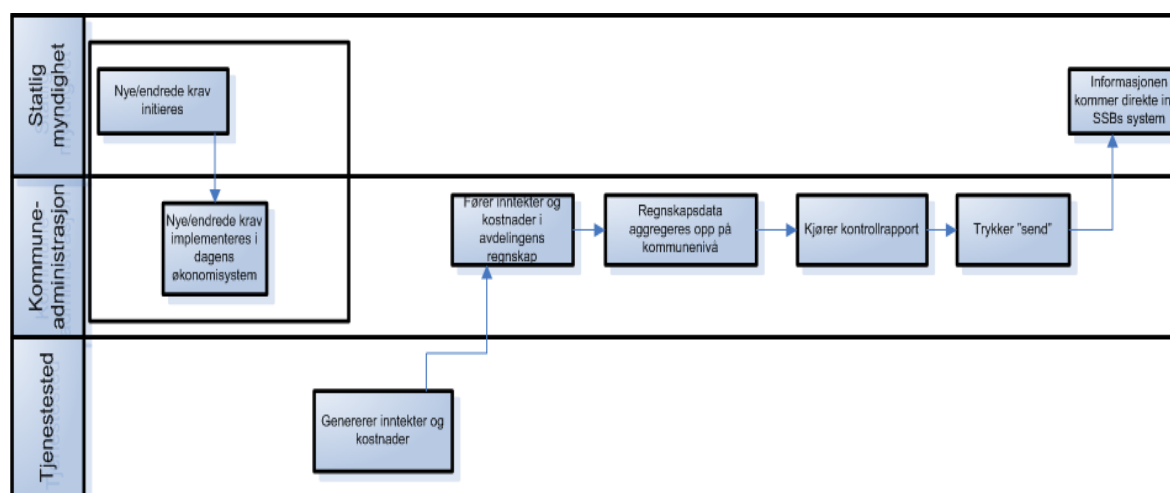 Statlig
myndighet
Nye/endrede krav
initieres
Informasjonen
kommer direkte in
SSBs system
Kommune-
administrasjon
Nye/endrede krav
implementeres i
dagens
økonomisystem
Fører inntekter og
kostnader i
avdelingens
regnskap
Regnskapsdata
aggregeres opp på
kommunenivå
Kjører kontrollrapport
Trykker "send"
Tjenestested
Genererer inntekter og
kostnader